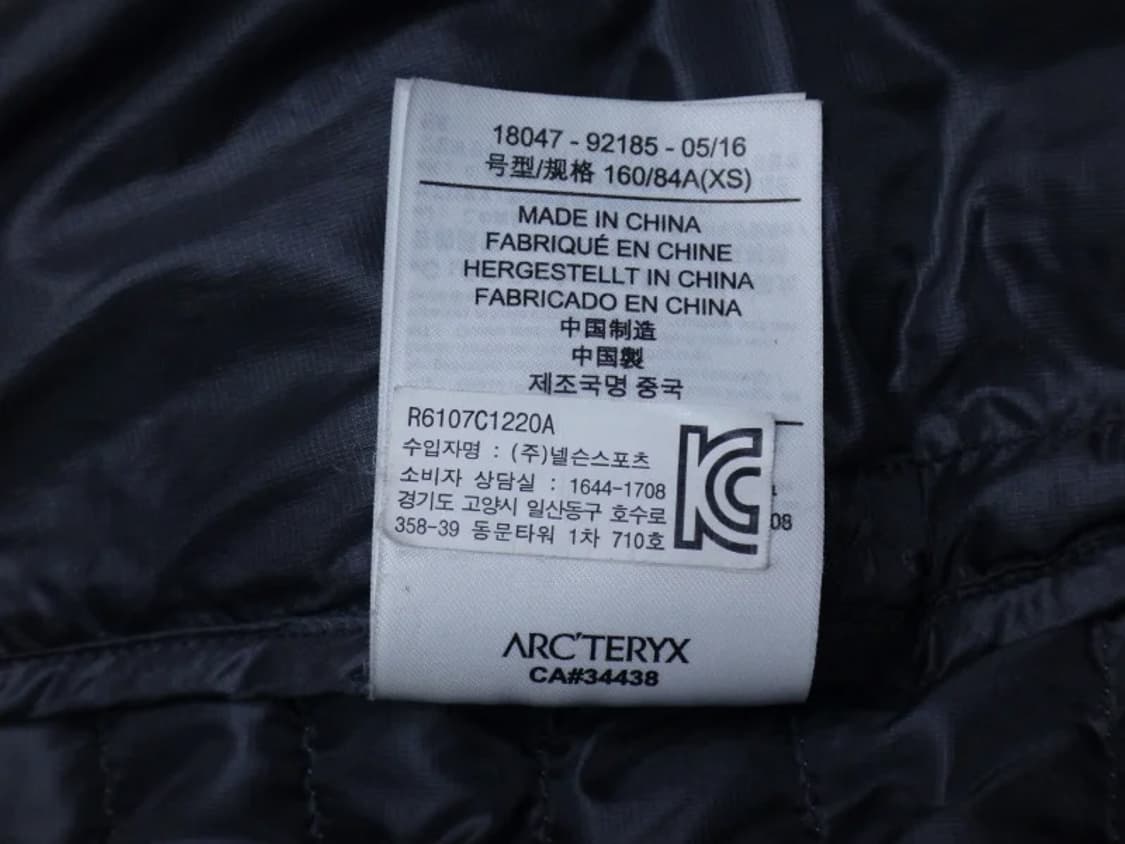 18047 - 92185 - 05/16
号型/规格 160/84A(XS)
MADE IN CHINA
FABRIQUÉ EN CHINE
HERGESTELLT IN CHINA
FABRICADO EN CHINA
中国制造
中国製
제조국명 중국
R6107C1220A
수입자명 : (주)넬슨스포츠
소비자 상담실 : 1644-1708
경기도 고양시 일산동구 호수로
358-39 동문타워 1차 710호
KC
08
ARC'TERYX
CA#34438